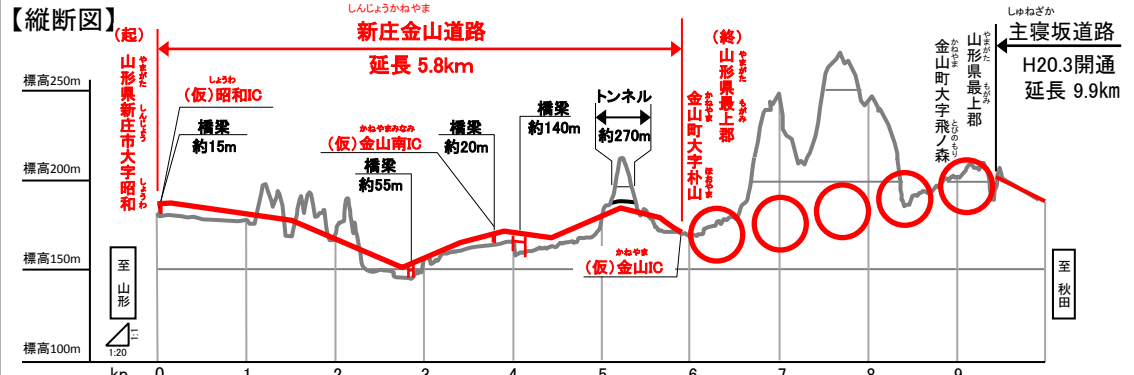 【縦断図】
しんじょうかねやま
新庄金山道路
延長 5.8km
(起)
やまがた しんじょう しょうわ
山形県新庄市大字昭和
(終)
やまがた もがみ
山形県最上郡
かねやま ほおやま
金山町大字朴山
やまがた もがみ
山形県最上郡
かねやま とびのもり
金山町大字飛ノ森
しゅねざか
主寝坂道路
H20.3開通
延長 9.9km
標高250m
標高200m
標高150m
標高100m
しょうわ
(仮)昭和IC
橋梁
約15m
かねやまみなみ
(仮)金山南IC
橋梁
約55m
橋梁
約20m
橋梁
約140m
トンネル
約270m
かねやま
(仮)金山IC
至 山形
至 秋田
1:1
1:20
kp 0 1 2 3 4 5 6 7 8 9